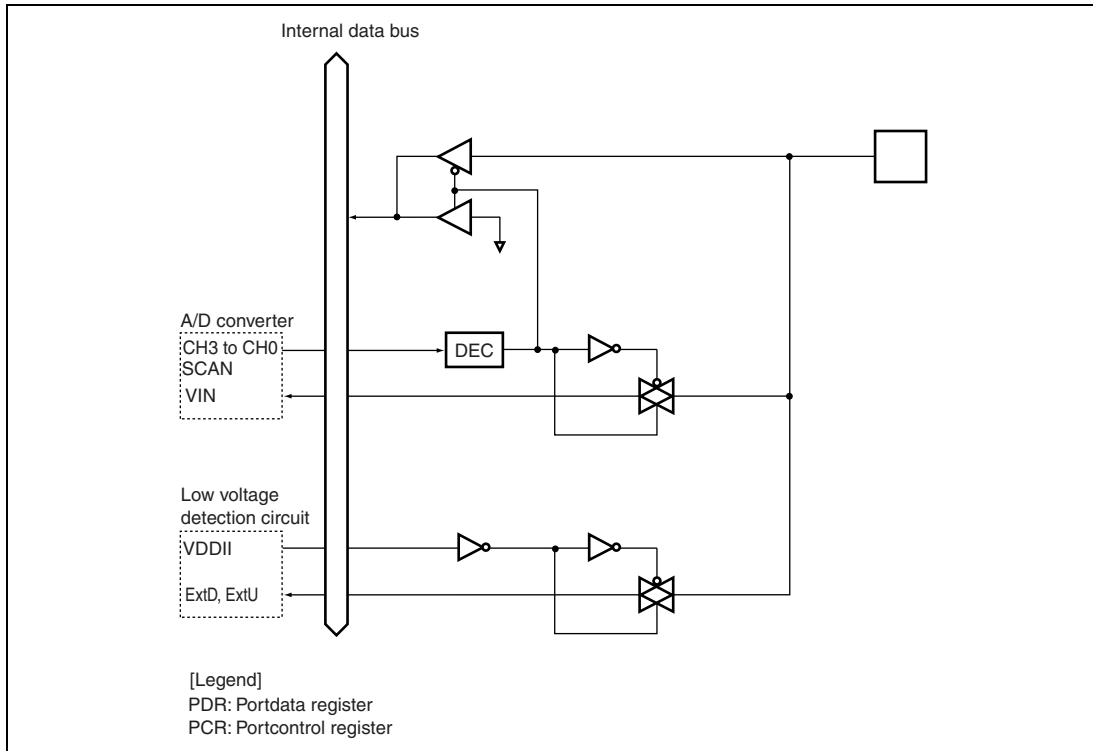 Internal data bus
A/D converter
CH3 to CH0
SCAN
VIN
DEC
Low voltage
detection circuit
VDDII
ExtD, ExtU
[Legend]
PDR: Portdata register
PCR: Portcontrol register